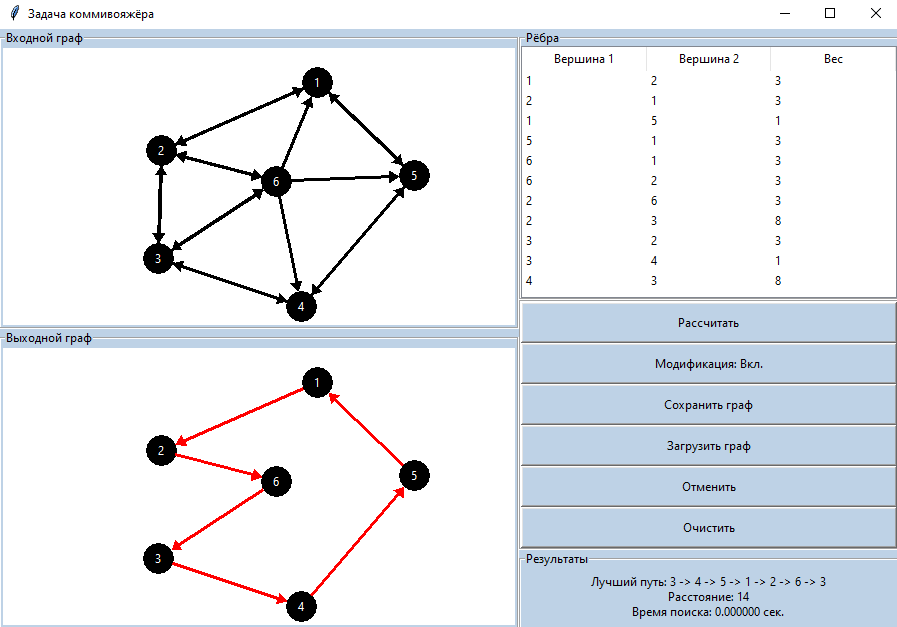 Задача коммивояжёра
Входной граф
1
2
6
5
3
4
Выходной граф
1
2
6
5
3
4
Рёбра
Вершина 1 Вершина 2 Вес
1 2 3
2 1 3
1 5 1
5 1 3
6 1 3
6 2 3
2 6 3
2 3 8
3 2 3
3 4 1
4 3 8
Рассчитать
Модификация: Вкл.
Сохранить граф
Загрузить граф
Отменить
Очистить
Результаты
Лучший путь: 3 -> 4 -> 5 -> 1 -> 2 -> 6 -> 3
Расстояние: 14
Время поиска: 0.000000 сек.